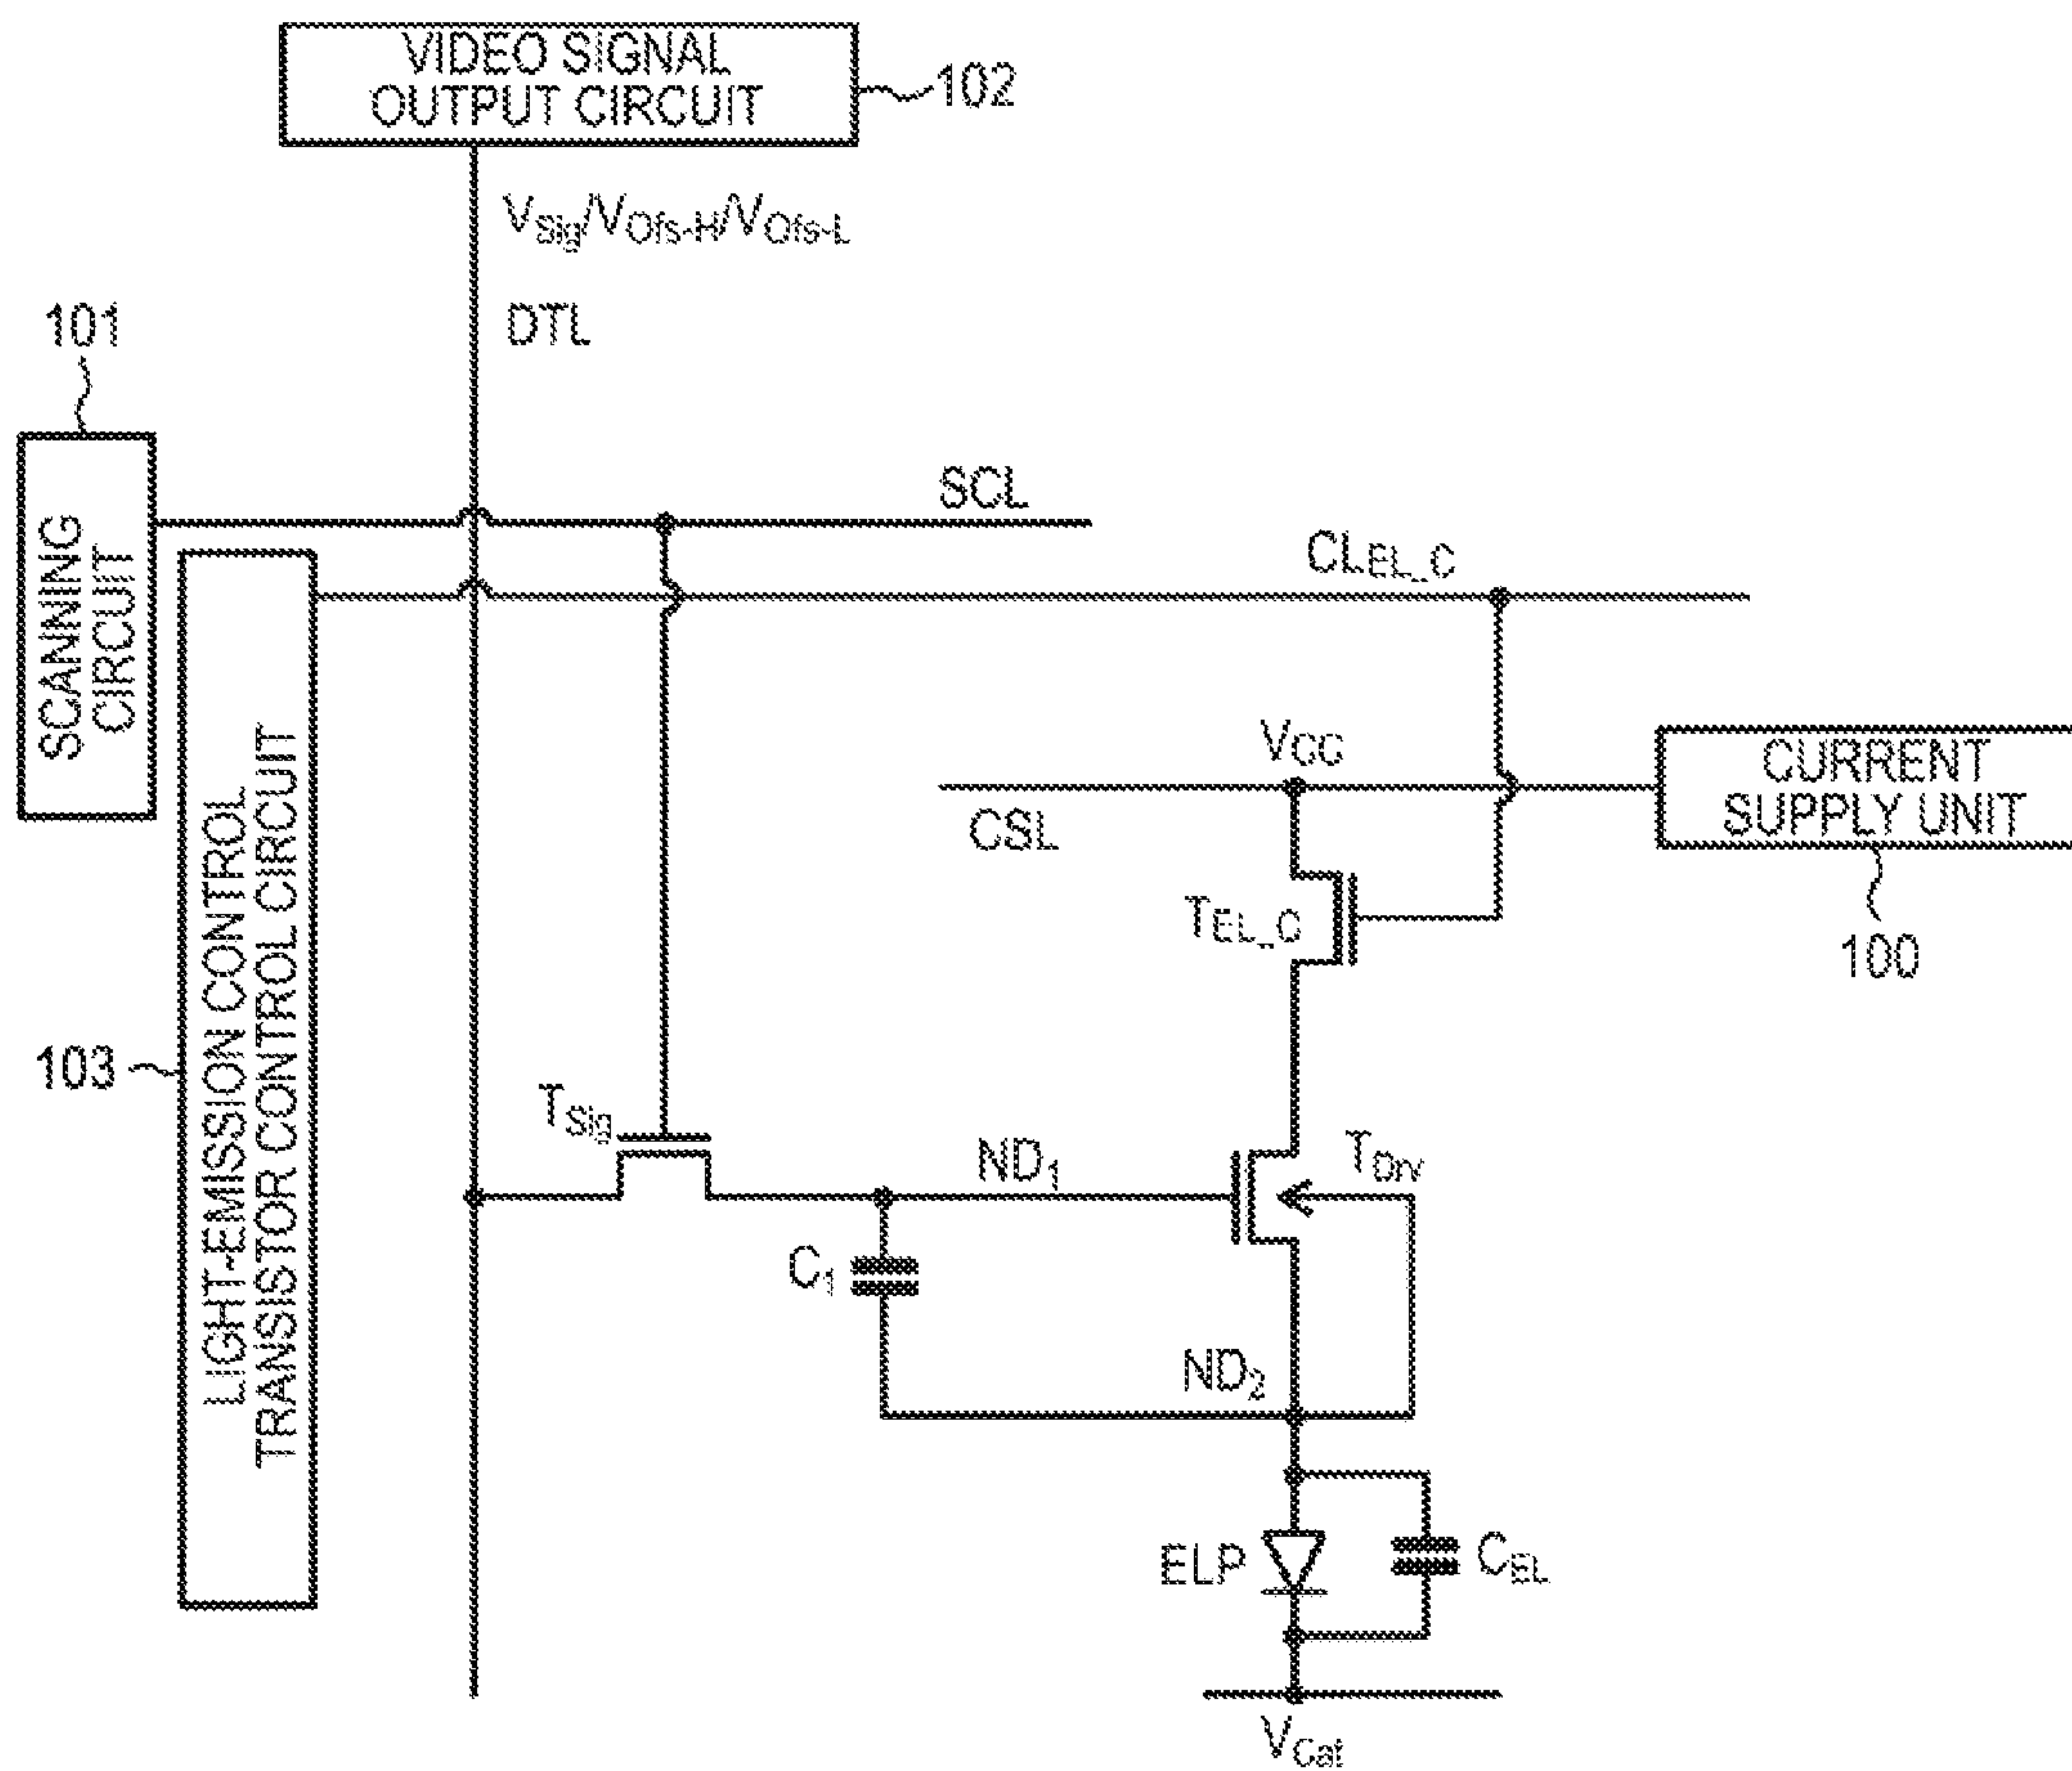 VIDEO SIGNAL
OUTPUT CIRCUIT
102
VSig/VOfs-H/VOfs-L
DTL
101
SCANNING
CIRCUIT
SCL
CLEL_C
LIGHT-EMISSION CONTROL
TRANSISTOR CONTROL CIRCUIT
103
VCC
CSL
CURRENT
SUPPLY UNIT
100
TEL_C
TSig
ND1
TDrv
C1
ND2
ELP
CEL
VCat